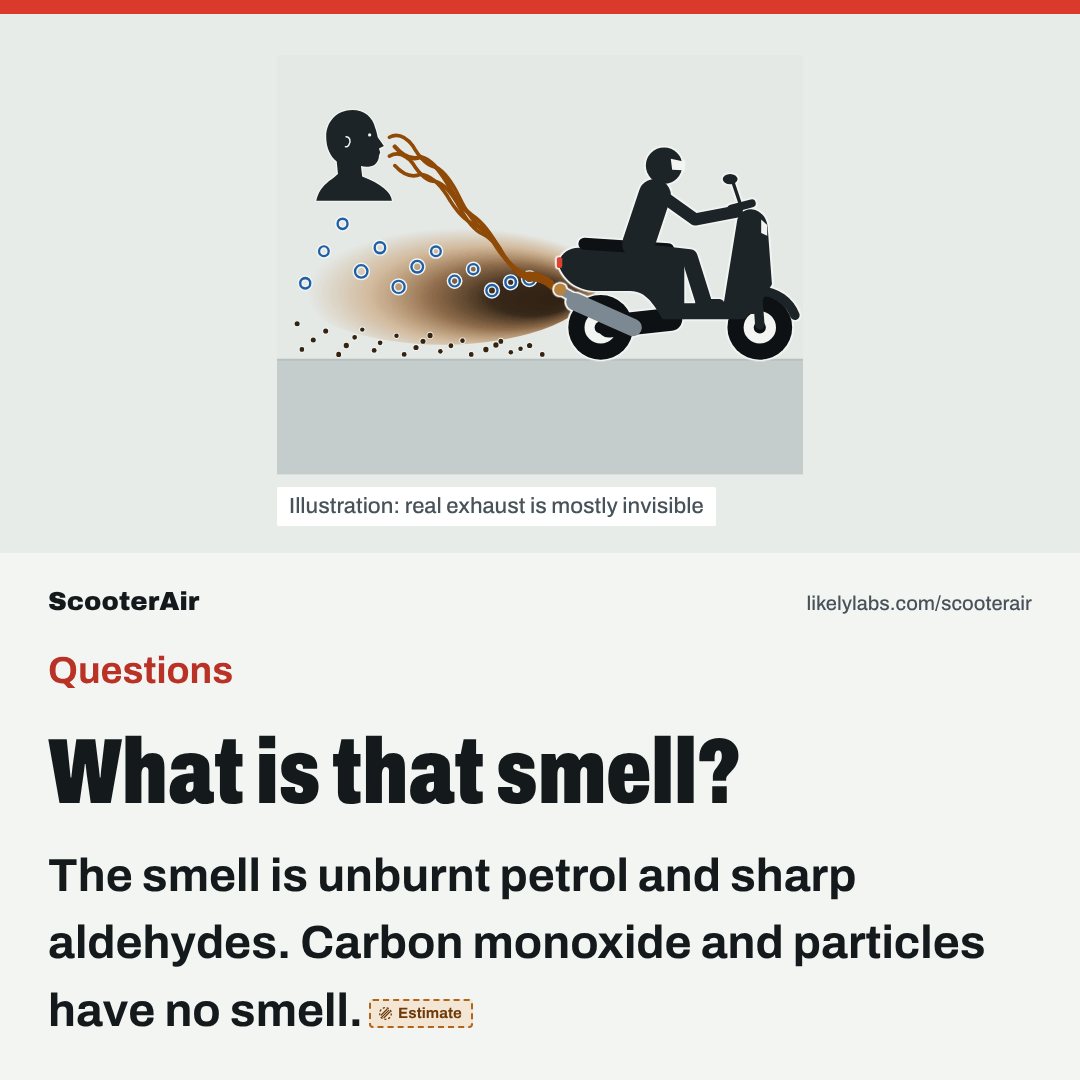 Illustration: real exhaust is mostly invisible
ScooterAir
likelylabs.com/scooterair
Questions
What is that smell?
The smell is unburnt petrol and sharp
aldehydes. Carbon monoxide and particles
have no smell. Estimate